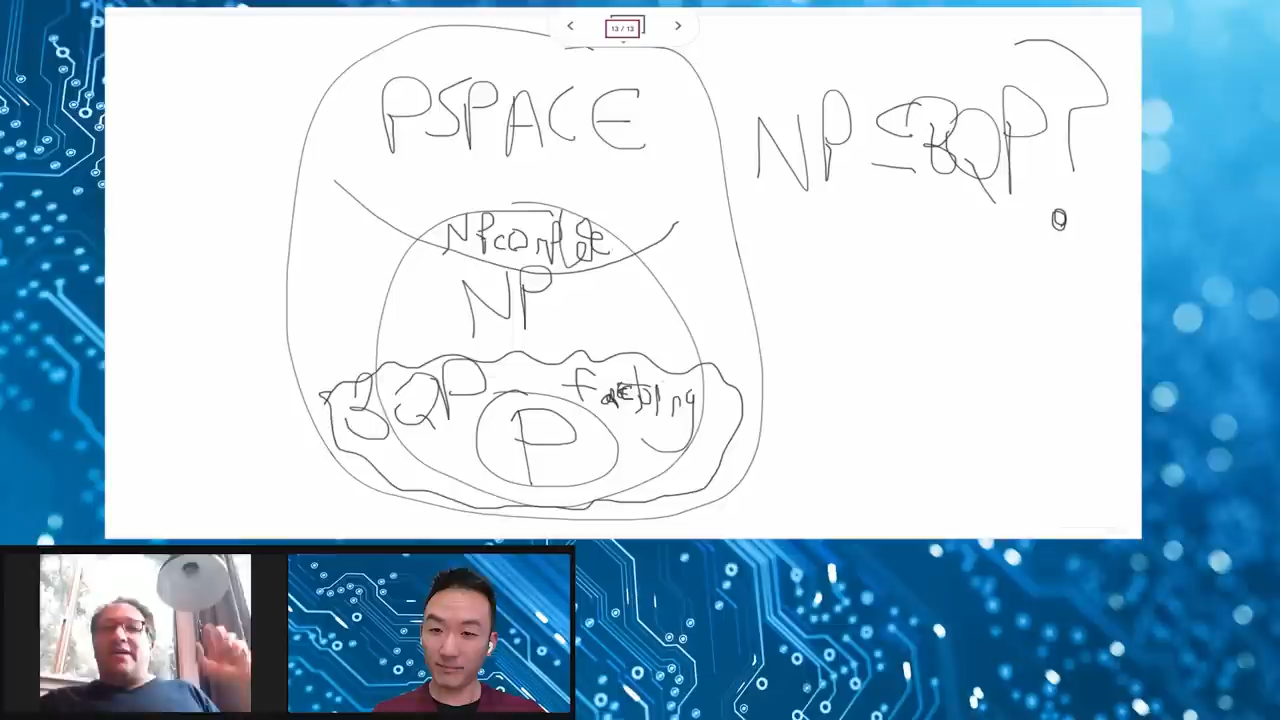 13 / 13
PSPACE
NP ⊆ BQP?
NPcomplete
NP
BQP
Factoring
P